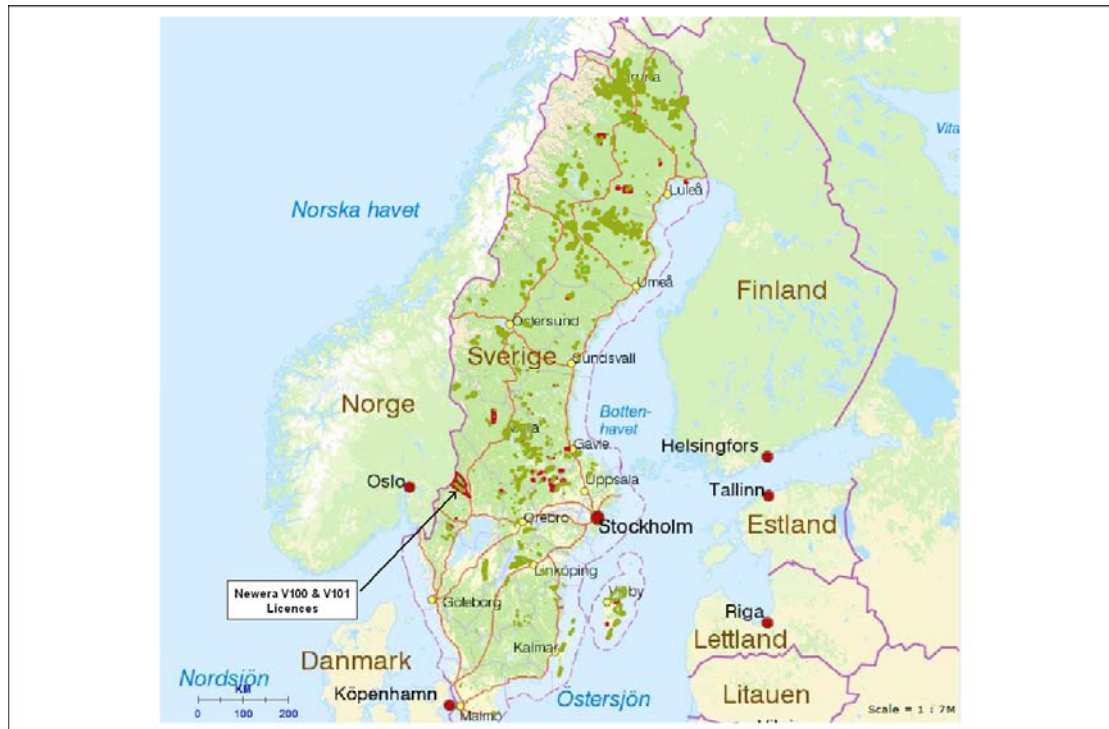 Vita
Luleå
Norska havet
Umeå
Finland
Östersund
Sverige
Sundsvall
Norge
Botten-
havet
Gävle
Helsingfors
Oslo
Uppsala
Tallinn
Örebro
Stockholm
Estland
Linköping
Newera V100 & V101
Licences
Göteborg
Visby
Riga
Lettland
Kalmar
Danmark
Nordsjön
KM
0 100 200
Köpenhamn
Östersjön
Litauen
Malmö
Scale = 1 : 7M